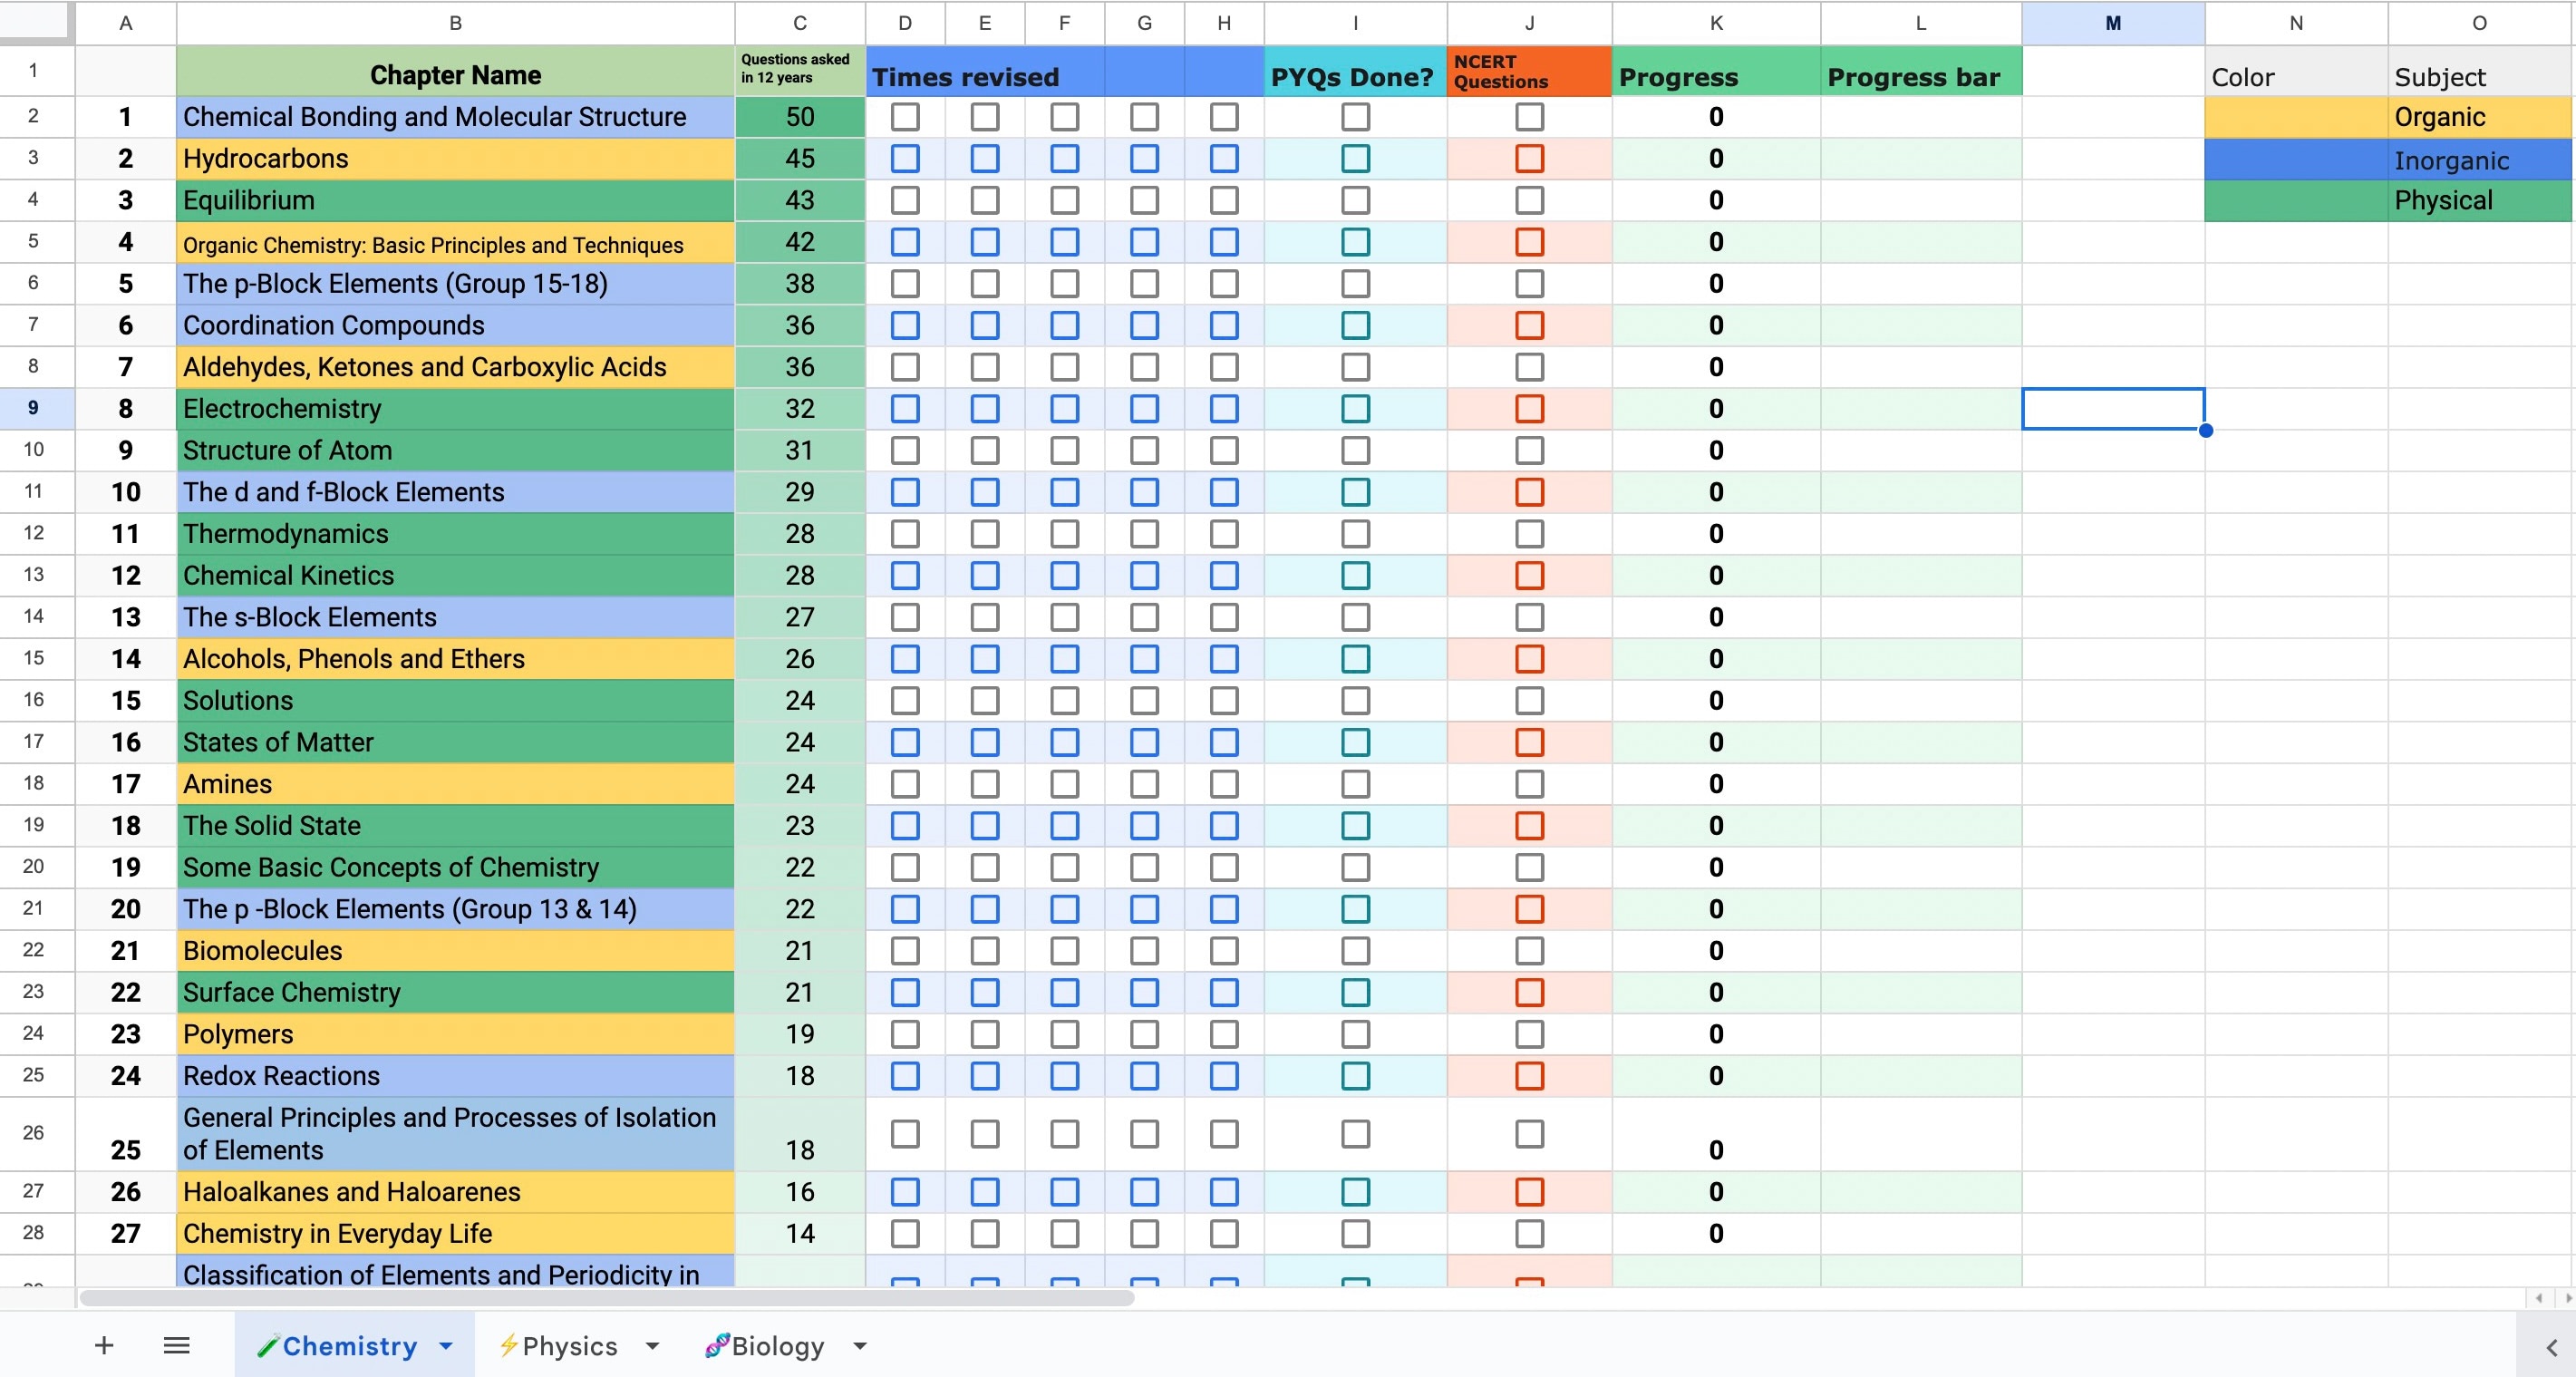 A B C D E F G H I J K L M N O
1 Chapter Name Questions asked in 12 years Times revised PYQs Done? NCERT Questions Progress Progress bar Color Subject
2 1 Chemical Bonding and Molecular Structure 50 0 Organic
3 2 Hydrocarbons 45 0 Inorganic
4 3 Equilibrium 43 0 Physical
5 4 Organic Chemistry: Basic Principles and Techniques 42 0
6 5 The p-Block Elements (Group 15-18) 38 0
7 6 Coordination Compounds 36 0
8 7 Aldehydes, Ketones and Carboxylic Acids 36 0
9 8 Electrochemistry 32 0
10 9 Structure of Atom 31 0
11 10 The d and f-Block Elements 29 0
12 11 Thermodynamics 28 0
13 12 Chemical Kinetics 28 0
14 13 The s-Block Elements 27 0
15 14 Alcohols, Phenols and Ethers 26 0
16 15 Solutions 24 0
17 16 States of Matter 24 0
18 17 Amines 24 0
19 18 The Solid State 23 0
20 19 Some Basic Concepts of Chemistry 22 0
21 20 The p -Block Elements (Group 13 & 14) 22 0
22 21 Biomolecules 21 0
23 22 Surface Chemistry 21 0
24 23 Polymers 19 0
25 24 Redox Reactions 18 0
26 25 General Principles and Processes of Isolation of Elements 18 0
27 26 Haloalkanes and Haloarenes 16 0
28 27 Chemistry in Everyday Life 14 0
Classification of Elements and Periodicity in
Chemistry Physics Biology